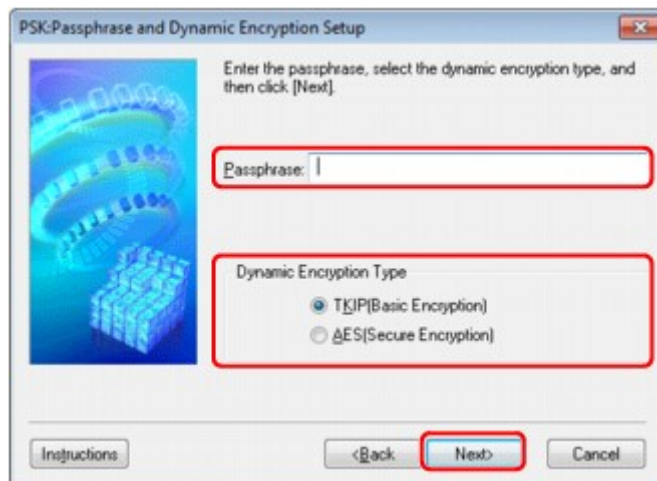 PSK:Passphrase and Dynamic Encryption Setup
Enter the passphrase, select the dynamic encryption type, and
then click [Next].
Passphrase:
Dynamic Encryption Type
TKIP(Basic Encryption)
AES(Secure Encryption)
Instructions
<Back
Next>
Cancel